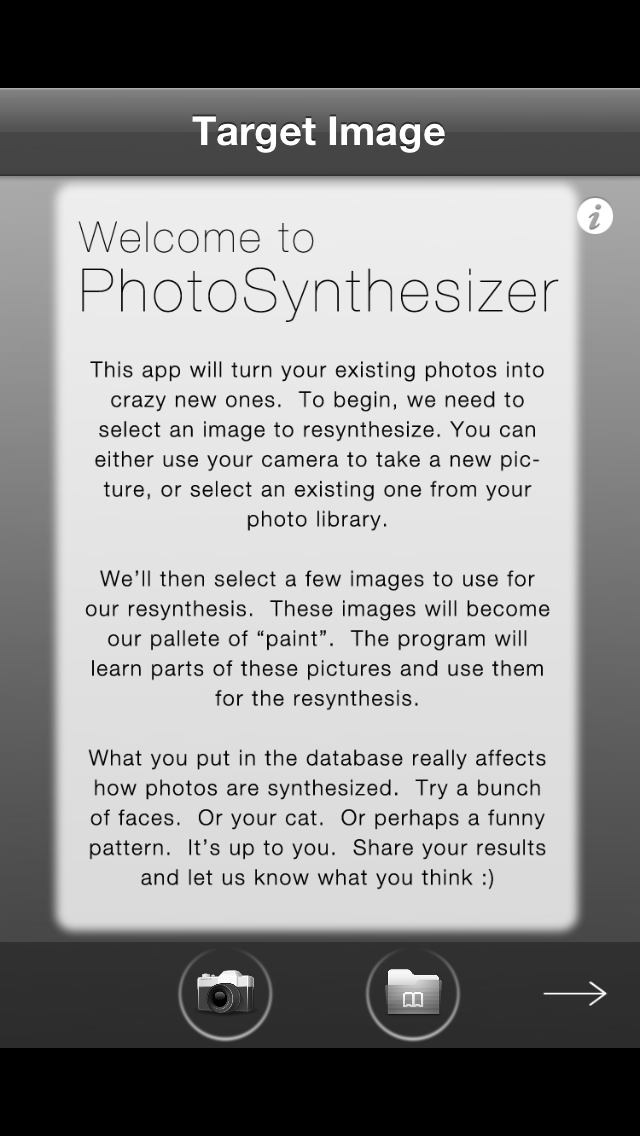 Target Image
Welcome to
PhotoSynthesizer
This app will turn your existing photos into
crazy new ones.  To begin, we need to
select an image to resynthesize. You can
either use your camera to take a new pic-
ture, or select an existing one from your
photo library.
We'll then select a few images to use for
our resynthesis.  These images will become
our pallete of “paint”.  The program will
learn parts of these pictures and use them
for the resynthesis.
What you put in the database really affects
how photos are synthesized.  Try a bunch
of faces.  Or your cat.  Or perhaps a funny
pattern.  It's up to you.  Share your results
and let us know what you think :)